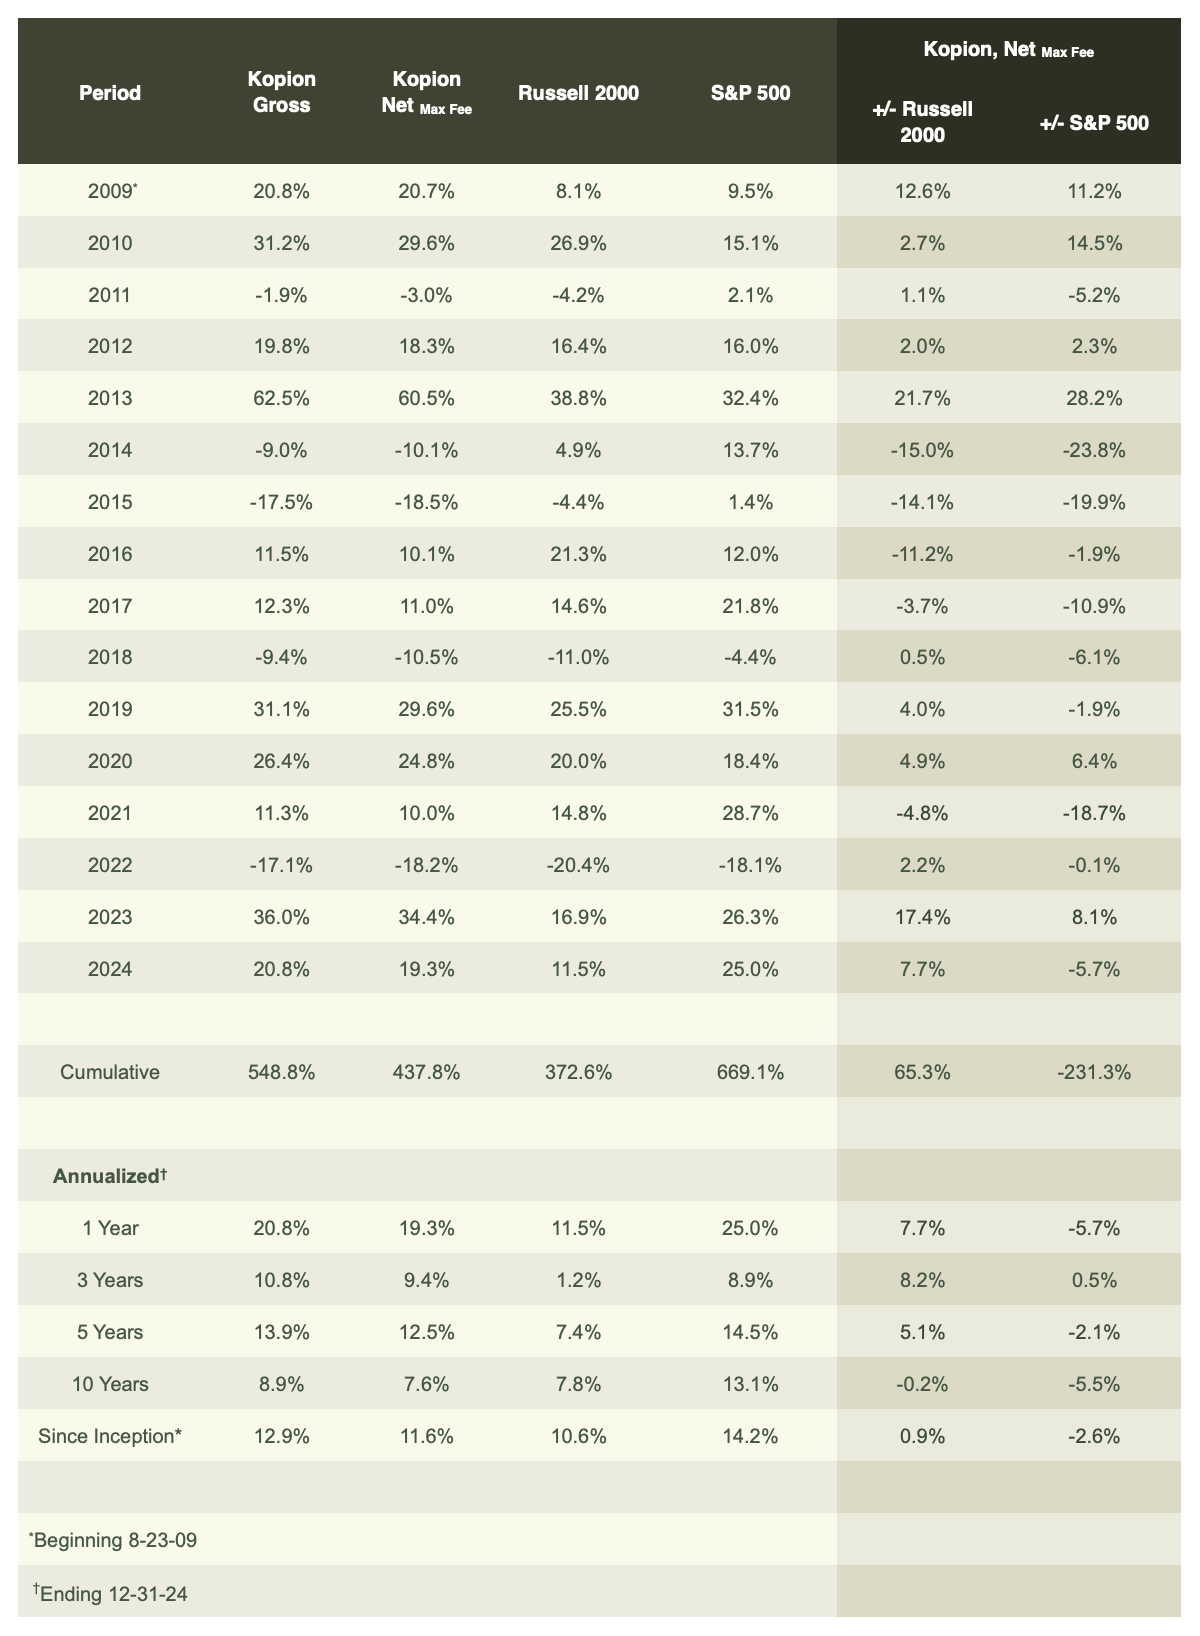 Kopion, Net Max Fee
Period Kopion Gross Kopion Net Max Fee Russell 2000 S&P 500 +/- Russell 2000 +/- S&P 500
2009* 20.8% 20.7% 8.1% 9.5% 12.6% 11.2%
2010 31.2% 29.6% 26.9% 15.1% 2.7% 14.5%
2011 -1.9% -3.0% -4.2% 2.1% 1.1% -5.2%
2012 19.8% 18.3% 16.4% 16.0% 2.0% 2.3%
2013 62.5% 60.5% 38.8% 32.4% 21.7% 28.2%
2014 -9.0% -10.1% 4.9% 13.7% -15.0% -23.8%
2015 -17.5% -18.5% -4.4% 1.4% -14.1% -19.9%
2016 11.5% 10.1% 21.3% 12.0% -11.2% -1.9%
2017 12.3% 11.0% 14.6% 21.8% -3.7% -10.9%
2018 -9.4% -10.5% -11.0% -4.4% 0.5% -6.1%
2019 31.1% 29.6% 25.5% 31.5% 4.0% -1.9%
2020 26.4% 24.8% 20.0% 18.4% 4.9% 6.4%
2021 11.3% 10.0% 14.8% 28.7% -4.8% -18.7%
2022 -17.1% -18.2% -20.4% -18.1% 2.2% -0.1%
2023 36.0% 34.4% 16.9% 26.3% 17.4% 8.1%
2024 20.8% 19.3% 11.5% 25.0% 7.7% -5.7%
Cumulative 548.8% 437.8% 372.6% 669.1% 65.3% -231.3%
Annualized†
1 Year 20.8% 19.3% 11.5% 25.0% 7.7% -5.7%
3 Years 10.8% 9.4% 1.2% 8.9% 8.2% 0.5%
5 Years 13.9% 12.5% 7.4% 14.5% 5.1% -2.1%
10 Years 8.9% 7.6% 7.8% 13.1% -0.2% -5.5%
Since Inception* 12.9% 11.6% 10.6% 14.2% 0.9% -2.6%
*Beginning 8-23-09
†Ending 12-31-24